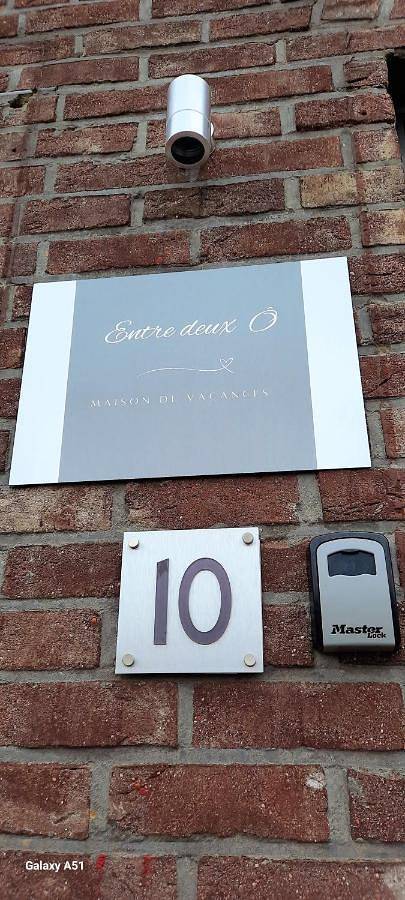 Entre deux Ô
MAISON DE VACANCES
10
Master
Lock
Galaxy A51